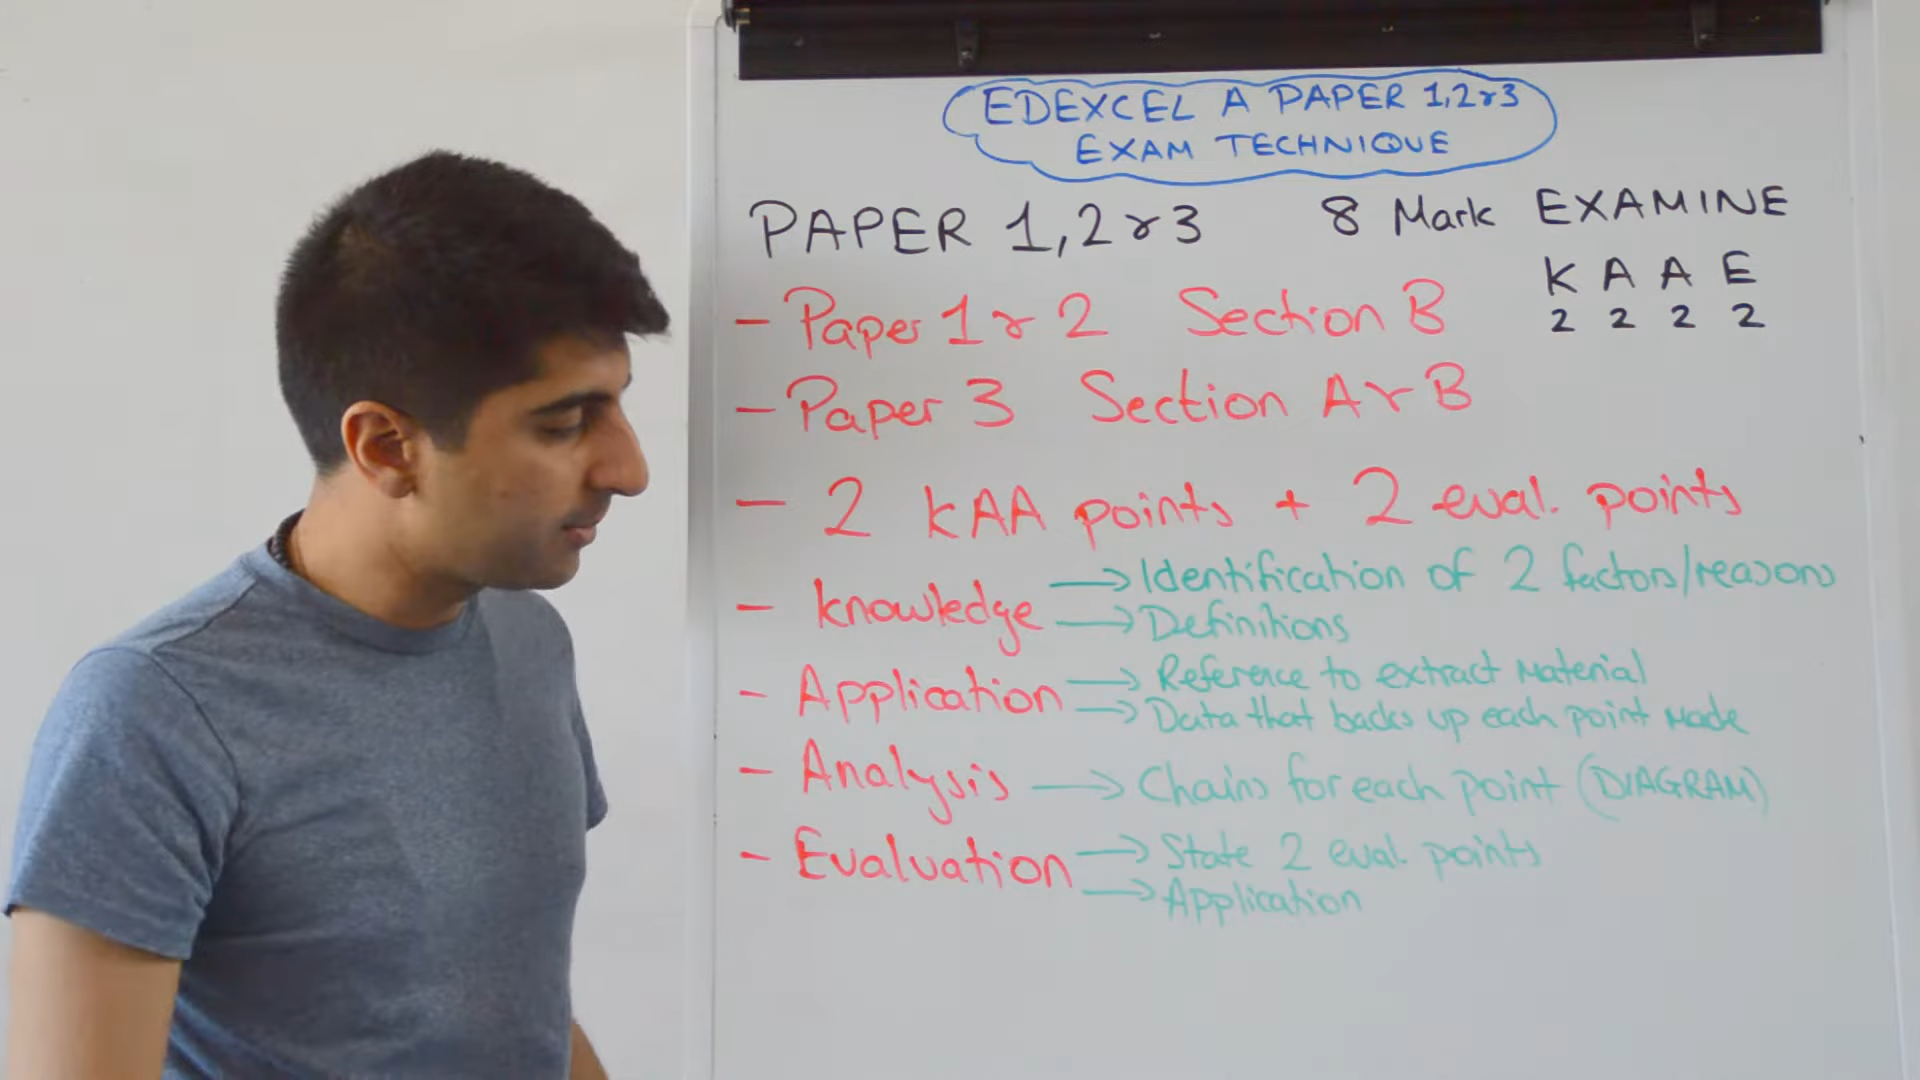 EDEXCEL A PAPER 1,2 & 3
EXAM TECHNIQUE
PAPER 1,2 & 3 8 Mark EXAMINE
K A A E
2 2 2 2
- Paper 1 & 2 Section B
- Paper 3 Section A & B
- 2 KAA points + 2 eval. points
- Knowledge → Identification of 2 factors/reasons
→ Definitions
- Application → Reference to extract material
→ Data that backs up each point made
- Analysis → Chains for each point (DIAGRAM)
- Evaluation → State 2 eval. points
→ Application